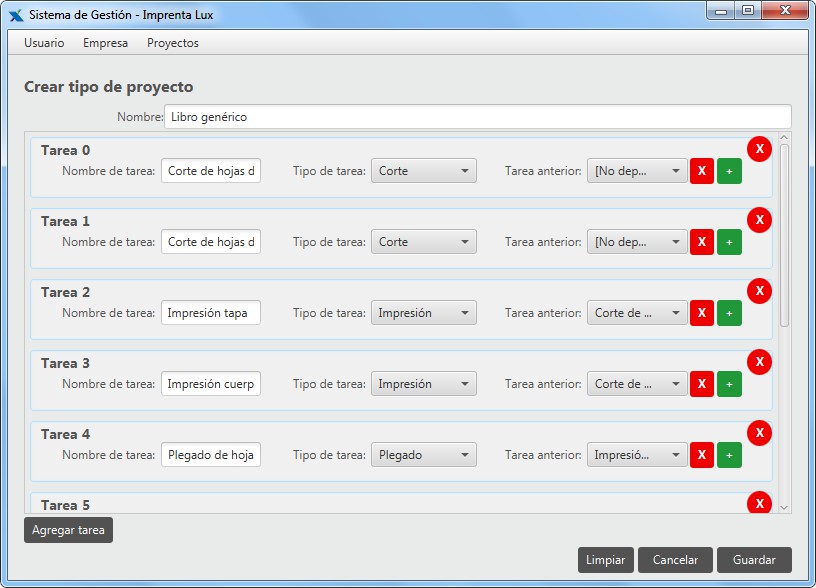 Sistema de Gestión - Imprenta Lux
Usuario Empresa Proyectos
Crear tipo de proyecto
Nombre: Libro genérico
Tarea 0 X
Nombre de tarea: Corte de hojas d Tipo de tarea: Corte Tarea anterior: [No dep... X +
Tarea 1 X
Nombre de tarea: Corte de hojas d Tipo de tarea: Corte Tarea anterior: [No dep... X +
Tarea 2 X
Nombre de tarea: Impresión tapa Tipo de tarea: Impresión Tarea anterior: Corte de ... X +
Tarea 3 X
Nombre de tarea: Impresión cuerp Tipo de tarea: Impresión Tarea anterior: Corte de ... X +
Tarea 4 X
Nombre de tarea: Plegado de hoja Tipo de tarea: Plegado Tarea anterior: Impresió... X +
Tarea 5 X
Agregar tarea
Limpiar Cancelar Guardar